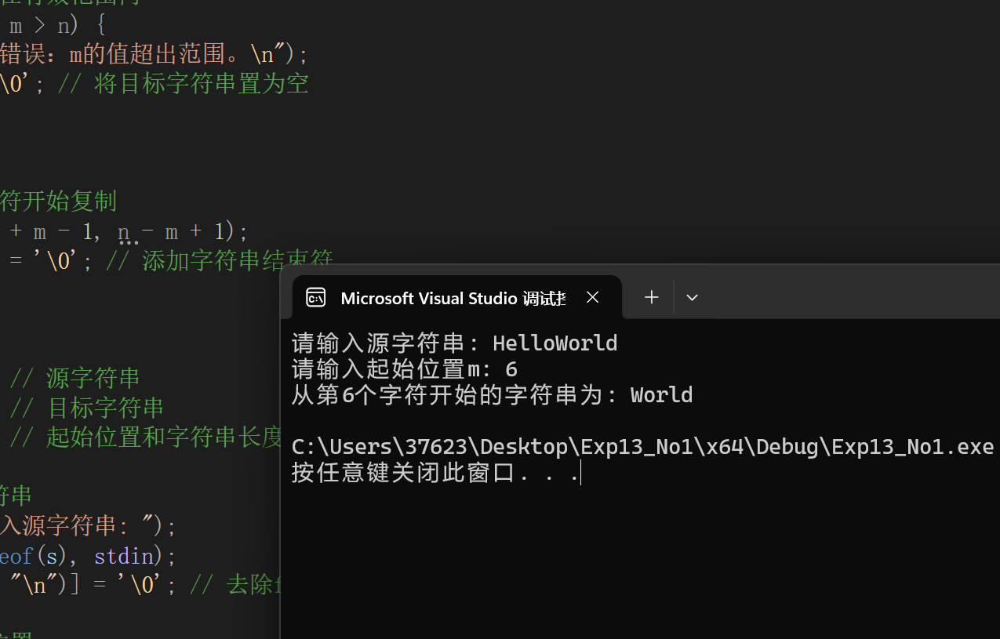 m > n) {
错误：m的值超出范围。\n");
\0'; // 将目标字符串置为空
符开始复制
+ m - 1, n - m + 1);
= '\0'; // 添加字符串结束符
// 源字符串
// 目标字符串
// 起始位置和字符串长度
符串
入源字符串: ");
eof(s), stdin);
"\n")] = '\0'; // 去除f
Microsoft Visual Studio 调试控
请输入源字符串: HelloWorld
请输入起始位置m: 6
从第6个字符开始的字符串为: World
C:\Users\37623\Desktop\Exp13_No1\x64\Debug\Exp13_No1.exe
按任意键关闭此窗口. . .